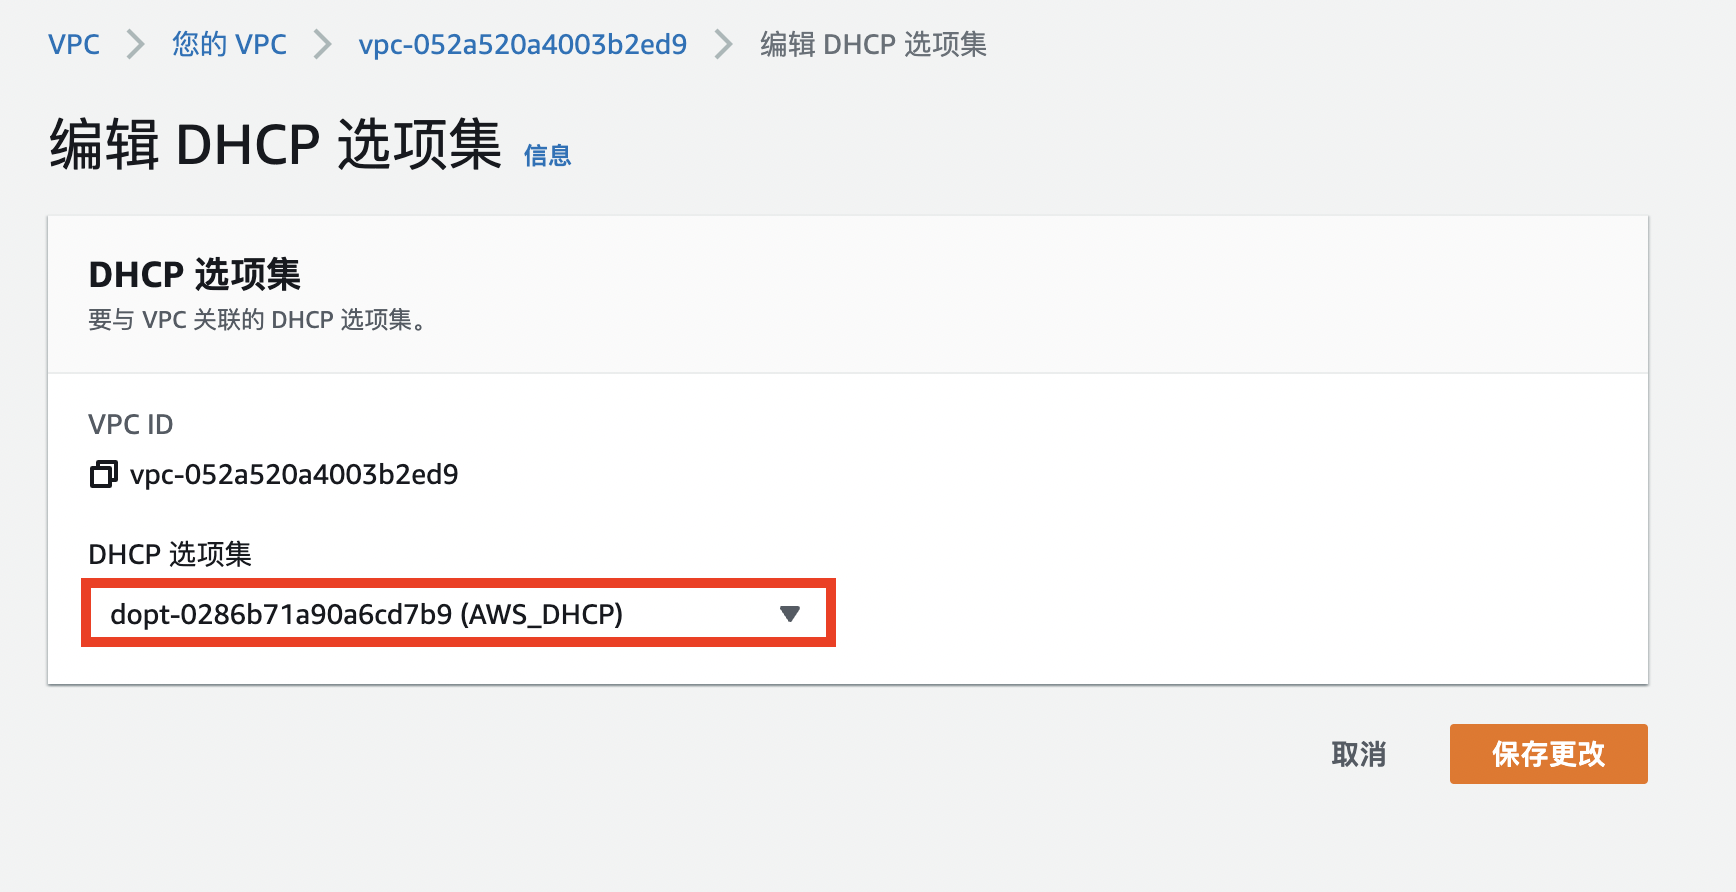 VPC 您的 VPC vpc-052a520a4003b2ed9 编辑 DHCP 选项集
编辑 DHCP 选项集 信息
DHCP 选项集
要与 VPC 关联的 DHCP 选项集。
VPC ID
vpc-052a520a4003b2ed9
DHCP 选项集
dopt-0286b71a90a6cd7b9 (AWS_DHCP)
取消 保存更改